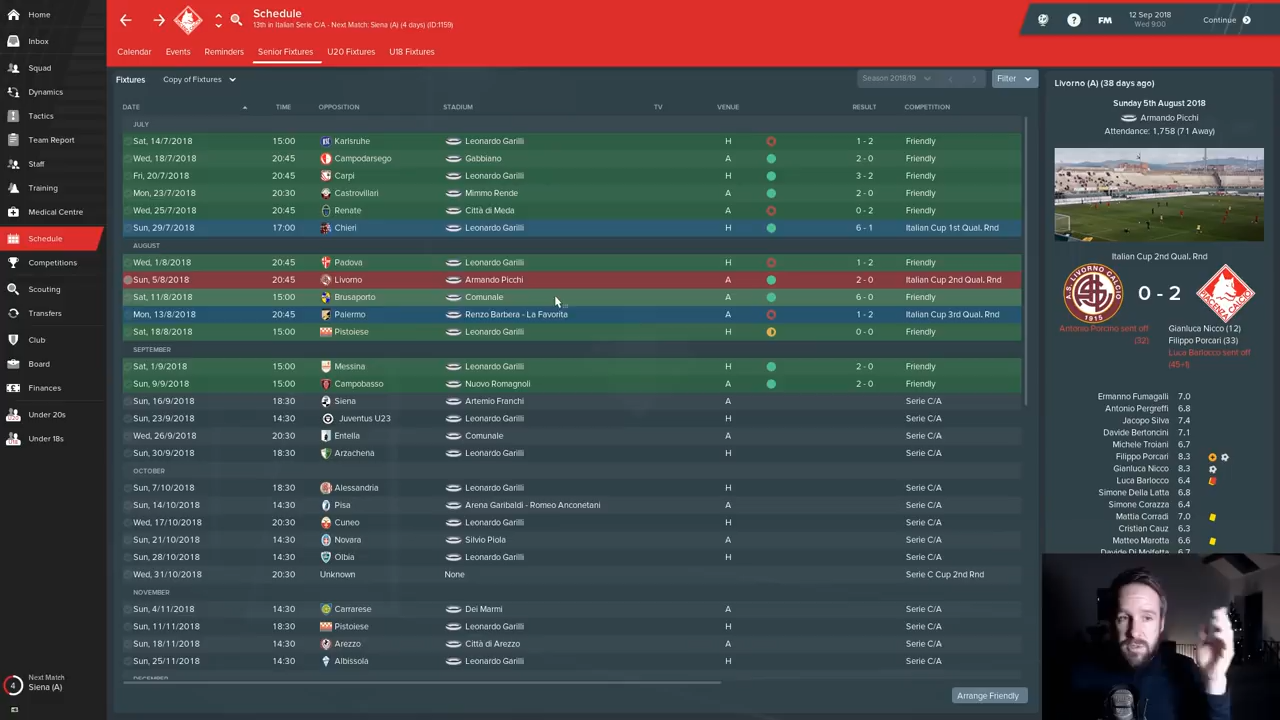 Home
Inbox
Squad
Dynamics
Tactics
Team Report
Staff
Training
Medical Centre
Schedule
Competitions
Scouting
Transfers
Club
Board
Finances
Under 20s
Under 18s
4 Next Match
Siena (A)
Schedule
13th in Italian Serie C/A - Next Match: Siena (A) (4 days) (ID:1159)
? FM 12 Sep 2018
Wed 9:00
Continue
Calendar Events Reminders Senior Fixtures U20 Fixtures U18 Fixtures
Fixtures Copy of Fixtures Season 2018/19 Filter
DATE TIME OPPOSITION STADIUM TV VENUE RESULT COMPETITION
JULY
Sat, 14/7/2018 15:00 Karlsruhe Leonardo Garilli H 1 - 2 Friendly
Wed, 18/7/2018 20:45 Campodarsego Gabbiano A 2 - 0 Friendly
Fri, 20/7/2018 20:45 Carpi Leonardo Garilli H 3 - 2 Friendly
Mon, 23/7/2018 20:30 Castrovillari Mimmo Rende A 2 - 0 Friendly
Wed, 25/7/2018 20:45 Renate Città di Meda A 0 - 2 Friendly
Sun, 29/7/2018 17:00 Chieri Leonardo Garilli H 6 - 1 Italian Cup 1st Qual. Rnd
AUGUST
Wed, 1/8/2018 20:45 Padova Leonardo Garilli H 1 - 2 Friendly
Sun, 5/8/2018 20:45 Livorno Armando Picchi A 2 - 0 Italian Cup 2nd Qual. Rnd
Sat, 11/8/2018 15:00 Brusaporto Comunale A 6 - 0 Friendly
Mon, 13/8/2018 20:45 Palermo Renzo Barbera - La Favorita A 1 - 2 Italian Cup 3rd Qual. Rnd
Sat, 18/8/2018 15:00 Pistoiese Leonardo Garilli H 0 - 0 Friendly
SEPTEMBER
Sat, 1/9/2018 15:00 Messina Leonardo Garilli H 2 - 0 Friendly
Sun, 9/9/2018 15:00 Campobasso Nuovo Romagnoli A 2 - 0 Friendly
Sun, 16/9/2018 18:30 Siena Artemio Franchi A Serie C/A
Sun, 23/9/2018 14:30 Juventus U23 Leonardo Garilli H Serie C/A
Wed, 26/9/2018 20:30 Entella Comunale A Serie C/A
Sun, 30/9/2018 18:30 Arzachena Leonardo Garilli H Serie C/A
OCTOBER
Sun, 7/10/2018 18:30 Alessandria Leonardo Garilli H Serie C/A
Sun, 14/10/2018 14:30 Pisa Arena Garibaldi - Romeo Anconetani A Serie C/A
Wed, 17/10/2018 20:30 Cuneo Leonardo Garilli H Serie C/A
Sun, 21/10/2018 14:30 Novara Silvio Piola A Serie C/A
Sun, 28/10/2018 14:30 Olbia Leonardo Garilli H Serie C/A
Wed, 31/10/2018 20:30 Unknown None Serie C Cup 2nd Rnd
NOVEMBER
Sun, 4/11/2018 14:30 Carrarese Dei Marmi A Serie C/A
Sun, 11/11/2018 18:30 Pistoiese Leonardo Garilli H Serie C/A
Sun, 18/11/2018 14:30 Arezzo Città di Arezzo A Serie C/A
Sun, 25/11/2018 14:30 Albissola Leonardo Garilli H Serie C/A
DECEMBER
Arrange Friendly
Livorno (A) (38 days ago)
Sunday 5th August 2018
Armando Picchi
Attendance: 1,758 (71 Away)
Italian Cup 2nd Qual. Rnd
A.S. LIVORNO CALCIO
1915
0 - 2
PIACENZA CALCIO
Antonio Porcino sent off
(32)
Gianluca Nicco (12)
Filippo Porcari (33)
Luca Barlocco sent off
(45+1)
Ermanno Fumagalli 7.0
Antonio Pergreffi 6.8
Jacopo Silva 7.4
Davide Bertoncini 7.1
Michele Troiani 6.7
Filippo Porcari 8.3
Gianluca Nicco 8.3
Luca Barlocco 6.4
Simone Della Latta 6.8
Simone Corazza 6.4
Mattia Corradi 7.0
Cristian Cauz 6.3
Matteo Marotta 6.6
Davide Di Molfetta 6.7